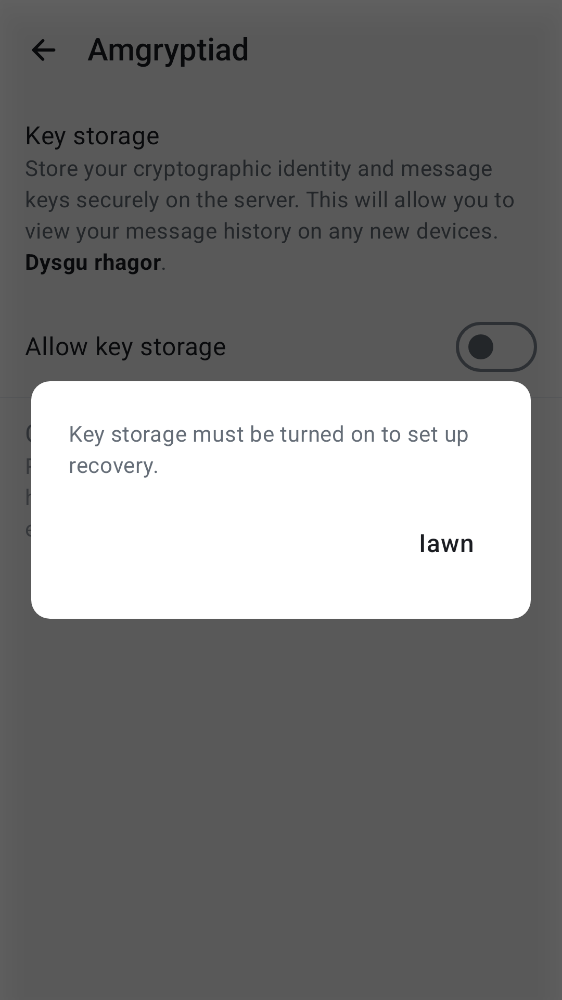 Amgryptiad
Key storage
Store your cryptographic identity and message
keys securely on the server. This will allow you to
view your message history on any new devices.
Dysgu rhagor.
Allow key storage
Key storage must be turned on to set up
recovery.
Iawn